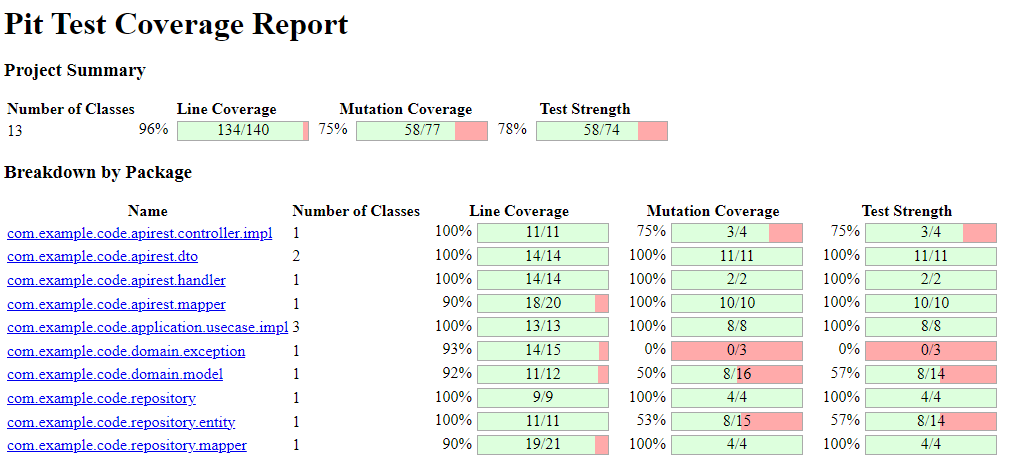 Pit Test Coverage Report
Project Summary
Number of Classes Line Coverage Mutation Coverage Test Strength
13 96% 134/140 75% 58/77 78% 58/74
Breakdown by Package
Name Number of Classes Line Coverage Mutation Coverage Test Strength
com.example.code.apirest.controller.impl 1 100% 11/11 75% 3/4 75% 3/4
com.example.code.apirest.dto 2 100% 14/14 100% 11/11 100% 11/11
com.example.code.apirest.handler 1 100% 14/14 100% 2/2 100% 2/2
com.example.code.apirest.mapper 1 90% 18/20 100% 10/10 100% 10/10
com.example.code.application.usecase.impl 3 100% 13/13 100% 8/8 100% 8/8
com.example.code.domain.exception 1 93% 14/15 0% 0/3 0% 0/3
com.example.code.domain.model 1 92% 11/12 50% 8/16 57% 8/14
com.example.code.repository 1 100% 9/9 100% 4/4 100% 4/4
com.example.code.repository.entity 1 100% 11/11 53% 8/15 57% 8/14
com.example.code.repository.mapper 1 90% 19/21 100% 4/4 100% 4/4